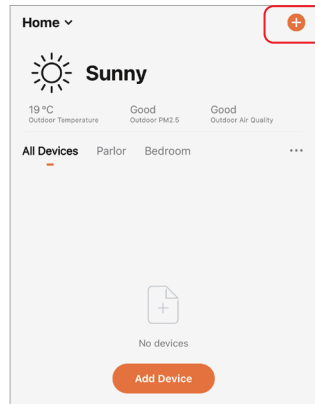 Home
Sunny
19 °C Good Good
Outdoor Temperature Outdoor PM2.5 Outdoor Air Quality
All Devices Parlor Bedroom ...
No devices
Add Device